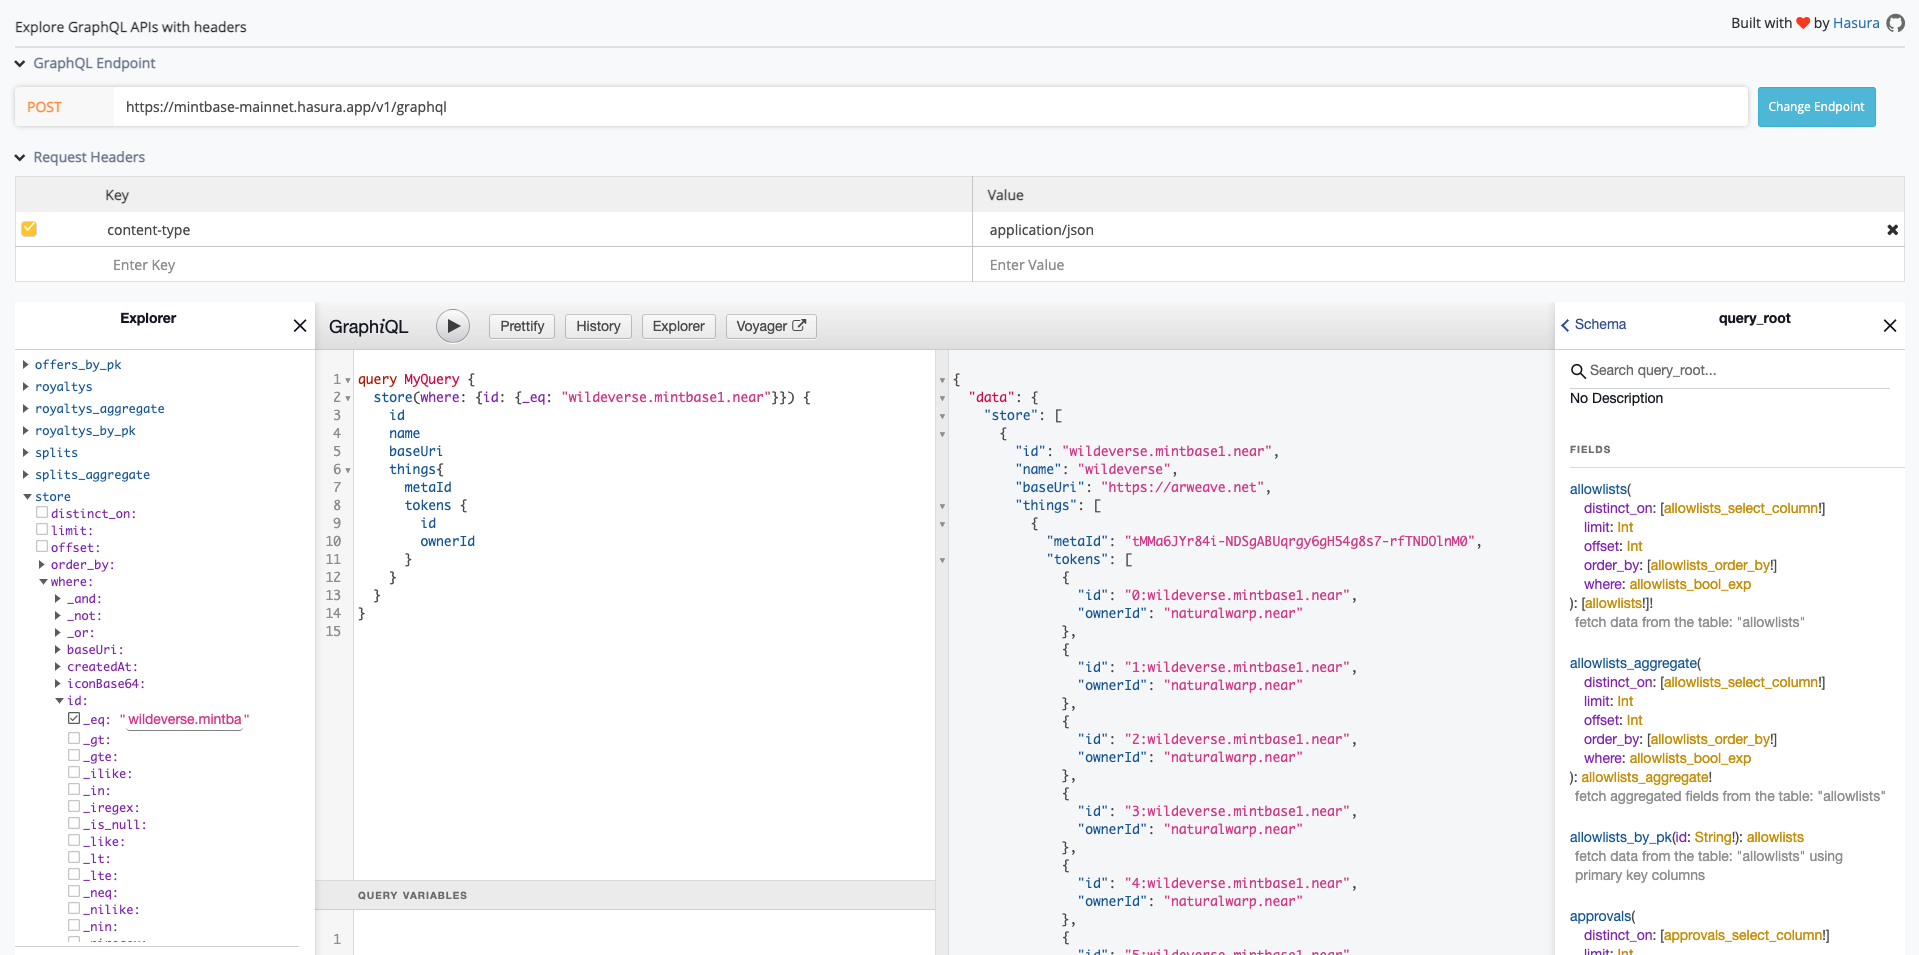 Explore GraphQL APIs with headers
Built with ❤ by Hasura
GraphQL Endpoint
POST
https://mintbase-mainnet.hasura.app/v1/graphql
Change Endpoint
Request Headers
Key
Value
content-type
application/json
Enter Key
Enter Value
Explorer
offers_by_pk
royaltys
royaltys_aggregate
royaltys_by_pk
splits
splits_aggregate
store
distinct_on:
limit:
offset:
order_by:
where:
_and:
_not:
_or:
baseUri:
createdAt:
iconBase64:
id:
_eq: "wildeverse.mintba"
_gt:
_gte:
_ilike:
_in:
_iregex:
_is_null:
_like:
_lt:
_lte:
_neq:
_nilike:
_nin:
GraphiQL
Prettify
History
Explorer
Voyager
1 query MyQuery {
2 store(where: {id: {_eq: "wildeverse.mintbase1.near"}}) {
3 id
4 name
5 baseUri
6 things{
7 metaId
8 tokens {
9 id
10 ownerId
11 }
12 }
13 }
14 }
15
QUERY VARIABLES
1
{
"data": {
"store": [
{
"id": "wildeverse.mintbase1.near",
"name": "wildeverse",
"baseUri": "https://arweave.net",
"things": [
{
"metaId": "tMMa6JYr84i-NDSgABUqrgy6gH54g8s7-rfTNDOlnM0",
"tokens": [
{
"id": "0:wildeverse.mintbase1.near",
"ownerId": "naturalwarp.near"
},
{
"id": "1:wildeverse.mintbase1.near",
"ownerId": "naturalwarp.near"
},
{
"id": "2:wildeverse.mintbase1.near",
"ownerId": "naturalwarp.near"
},
{
"id": "3:wildeverse.mintbase1.near",
"ownerId": "naturalwarp.near"
},
{
"id": "4:wildeverse.mintbase1.near",
"ownerId": "naturalwarp.near"
},
{
"id": "5:wildeverse.mintbase1.near",
Schema
query_root
Search query_root...
No Description
FIELDS
allowlists(
distinct_on: [allowlists_select_column!]
limit: Int
offset: Int
order_by: [allowlists_order_by!]
where: allowlists_bool_exp
): [allowlists!]!
fetch data from the table: "allowlists"
allowlists_aggregate(
distinct_on: [allowlists_select_column!]
limit: Int
offset: Int
order_by: [allowlists_order_by!]
where: allowlists_bool_exp
): allowlists_aggregate!
fetch aggregated fields from the table: "allowlists"
allowlists_by_pk(id: String!): allowlists
fetch data from the table: "allowlists" using
primary key columns
approvals(
distinct_on: [approvals_select_column!]
limit: Int